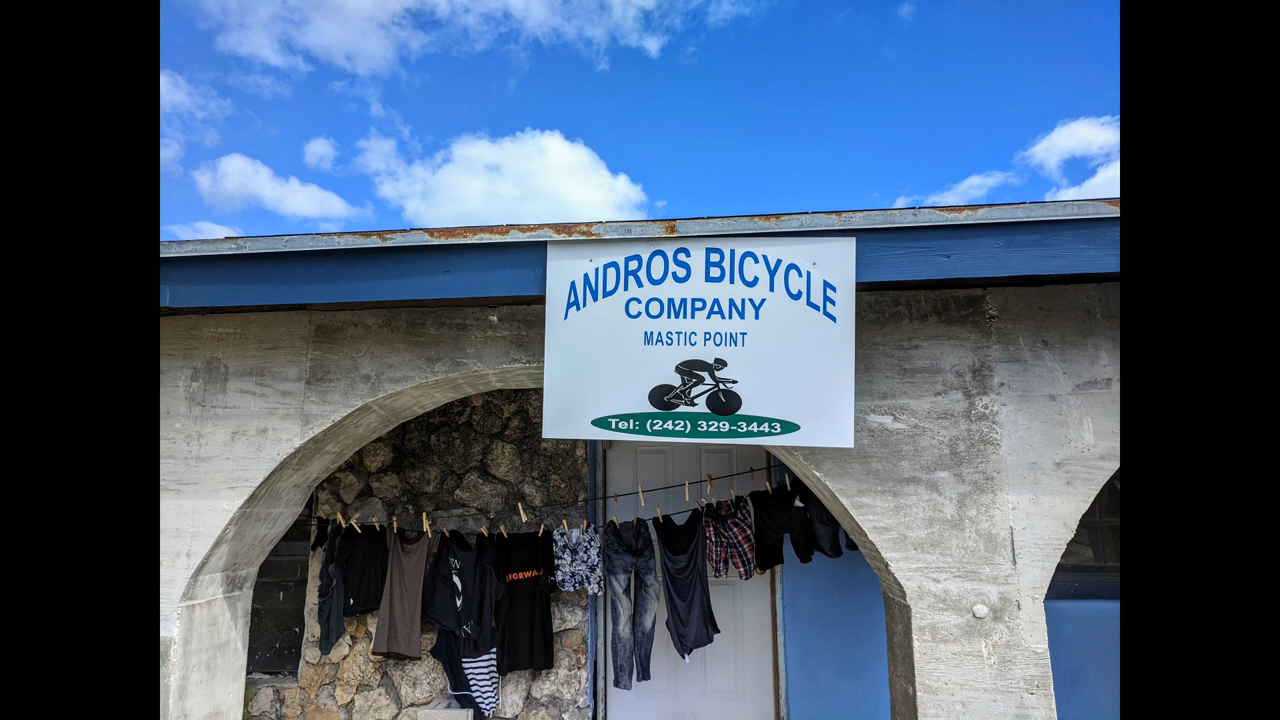 ANDROS BICYCLE
COMPANY
MASTIC POINT
Tel: (242) 329-3443